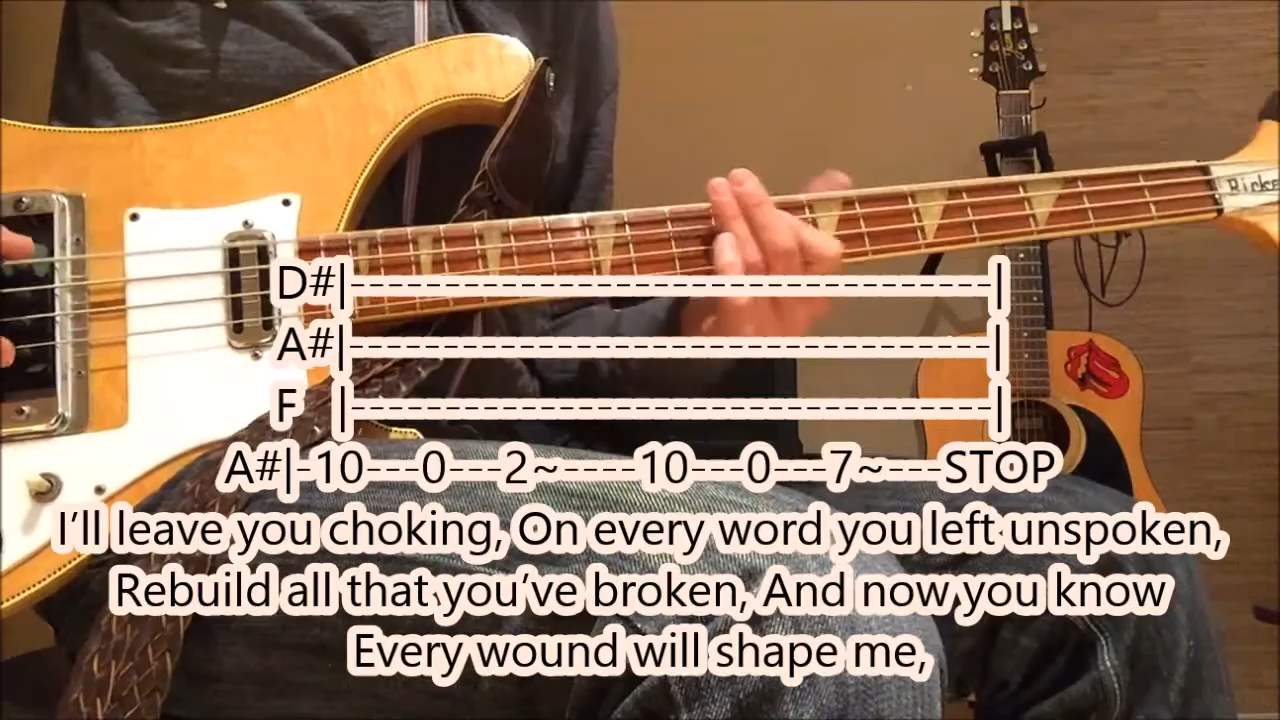 Ricke
D#|--------------------------------|
A#|--------------------------------|
F |--------------------------------|
A#|-10---0---2~----10---0---7~---STOP
I’ll leave you choking, On every word you left unspoken,
Rebuild all that you’ve broken, And now you know
Every wound will shape me,